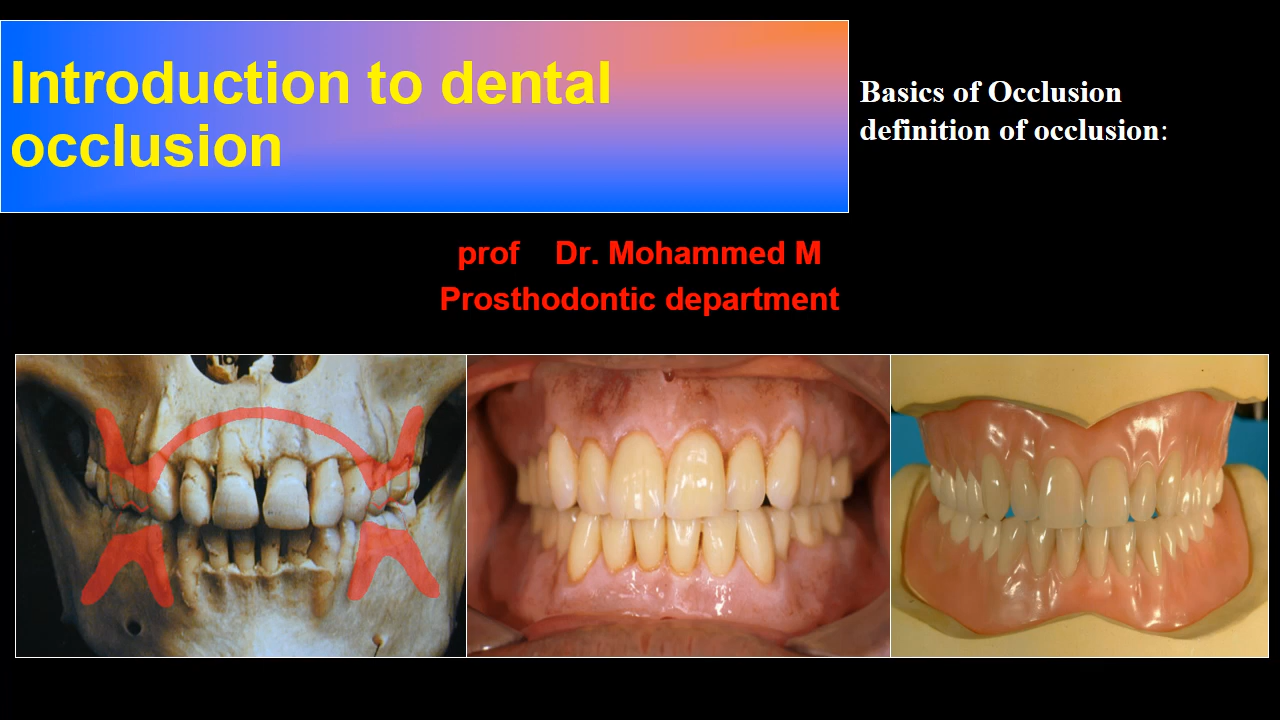 Introduction to dental
occlusion
Basics of Occlusion
definition of occlusion:
prof Dr. Mohammed M
Prosthodontic department